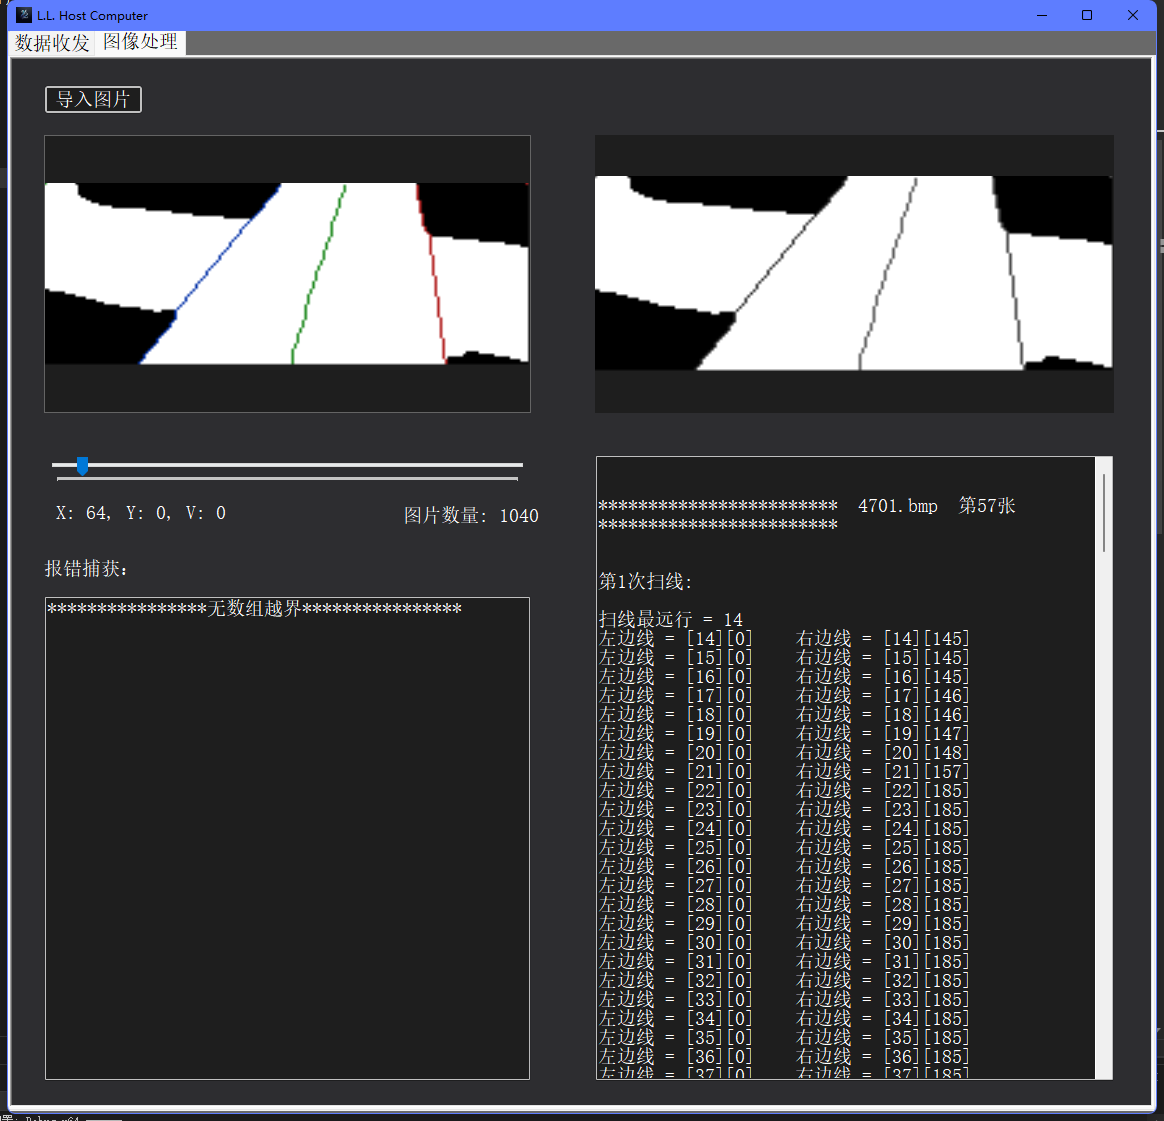 L.L. Host Computer
数据收发 图像处理
导入图片
X: 64, Y: 0, V: 0
图片数量: 1040
报错捕获:
****************无数组越界****************
************************ 4701.bmp 第57张
************************
第1次扫线:
扫线最远行 = 14
左边线 = [14][0] 右边线 = [14][145]
左边线 = [15][0] 右边线 = [15][145]
左边线 = [16][0] 右边线 = [16][145]
左边线 = [17][0] 右边线 = [17][146]
左边线 = [18][0] 右边线 = [18][146]
左边线 = [19][0] 右边线 = [19][147]
左边线 = [20][0] 右边线 = [20][148]
左边线 = [21][0] 右边线 = [21][157]
左边线 = [22][0] 右边线 = [22][185]
左边线 = [23][0] 右边线 = [23][185]
左边线 = [24][0] 右边线 = [24][185]
左边线 = [25][0] 右边线 = [25][185]
左边线 = [26][0] 右边线 = [26][185]
左边线 = [27][0] 右边线 = [27][185]
左边线 = [28][0] 右边线 = [28][185]
左边线 = [29][0] 右边线 = [29][185]
左边线 = [30][0] 右边线 = [30][185]
左边线 = [31][0] 右边线 = [31][185]
左边线 = [32][0] 右边线 = [32][185]
左边线 = [33][0] 右边线 = [33][185]
左边线 = [34][0] 右边线 = [34][185]
左边线 = [35][0] 右边线 = [35][185]
左边线 = [36][0] 右边线 = [36][185]
左边线 = [37][0] 右边线 = [37][185]